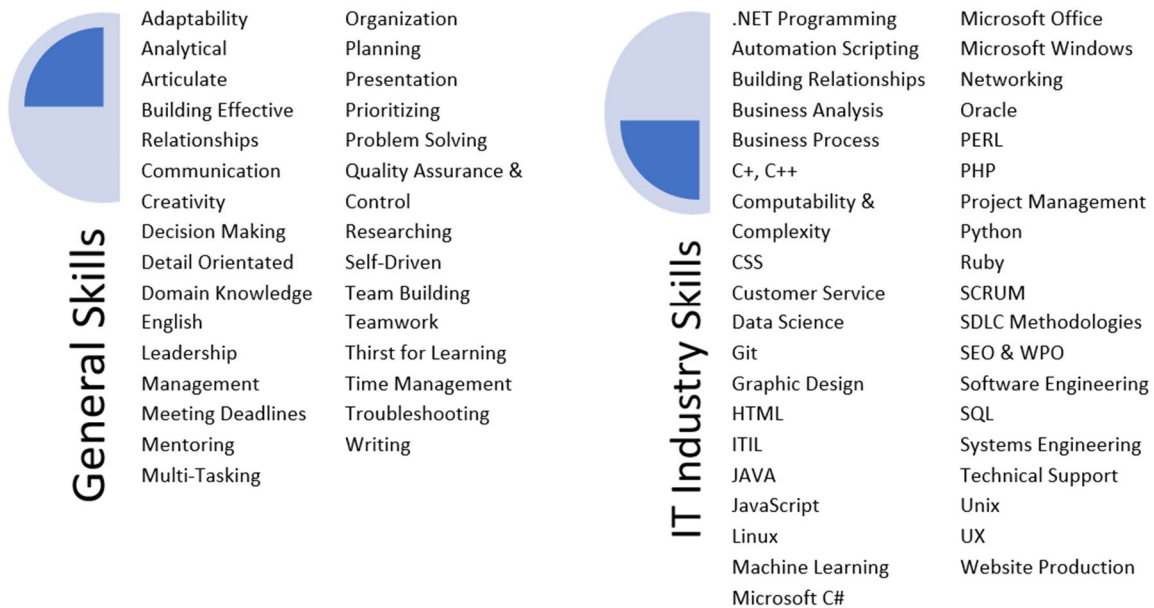 General Skills
Adaptability
Analytical
Articulate
Building Effective
Relationships
Communication
Creativity
Decision Making
Detail Orientated
Domain Knowledge
English
Leadership
Management
Meeting Deadlines
Mentoring
Multi-Tasking
Organization
Planning
Presentation
Prioritizing
Problem Solving
Quality Assurance &
Control
Researching
Self-Driven
Team Building
Teamwork
Thirst for Learning
Time Management
Troubleshooting
Writing
IT Industry Skills
.NET Programming
Automation Scripting
Building Relationships
Business Analysis
Business Process
C+, C++
Computability &
Complexity
CSS
Customer Service
Data Science
Git
Graphic Design
HTML
ITIL
JAVA
JavaScript
Linux
Machine Learning
Microsoft C#
Microsoft Office
Microsoft Windows
Networking
Oracle
PERL
PHP
Project Management
Python
Ruby
SCRUM
SDLC Methodologies
SEO & WPO
Software Engineering
SQL
Systems Engineering
Technical Support
Unix
UX
Website Production